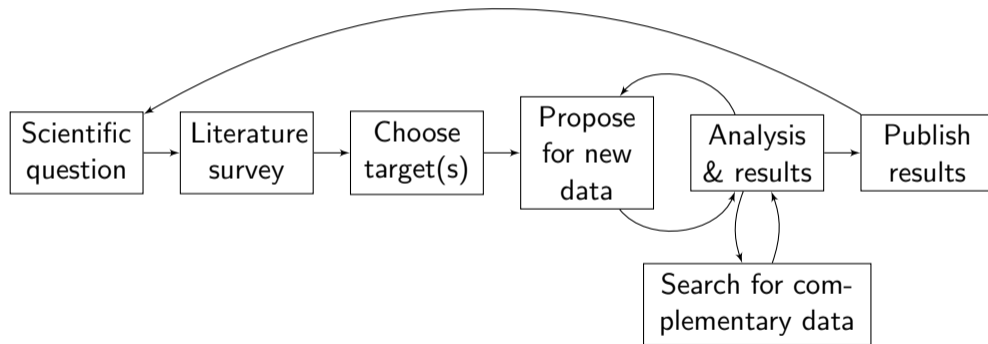 Scientific
question
Literature
survey
Choose
target(s)
Propose
for new
data
Analysis
& results
Publish
results
Search for com-
plementary data